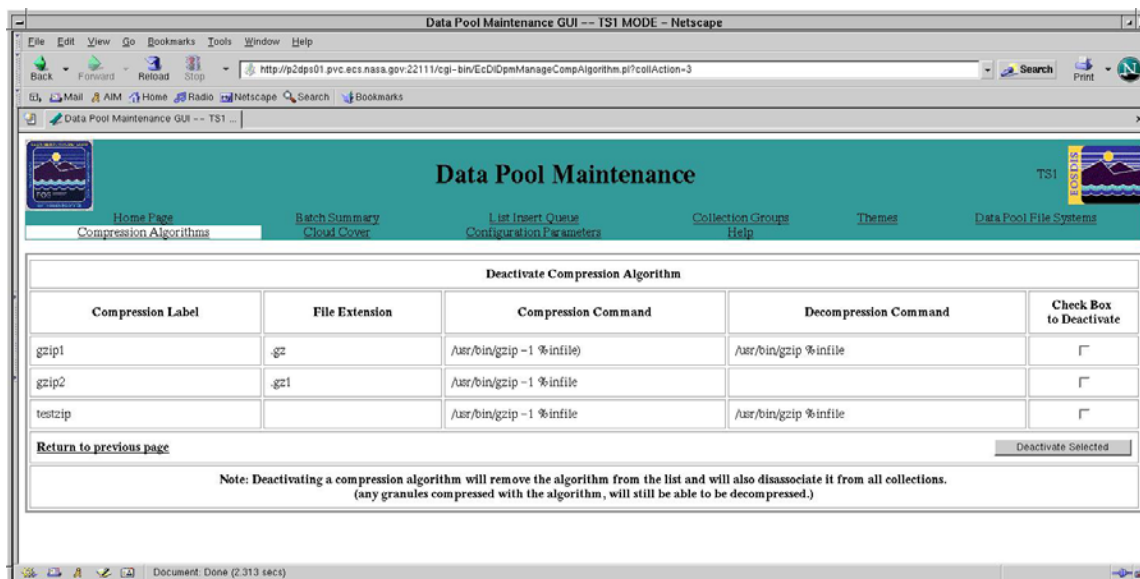 Data Pool Maintenance GUI -- TS1 MODE - Netscape
File Edit View Go Bookmarks Tools Window Help
Back Forward Reload Stop http://p2dps01.pvc.ecs.nasa.gov:22111/cgi-bin/EcDlDpmManageCompAlgorithm.pl?collAction=3 Search Print N
Mail AIM Home Radio Netscape Search Bookmarks
Data Pool Maintenance GUI -- TS1 ...
Data Pool Maintenance
TS1
EOSDIS
Home Page Batch Summary List Insert Queue Collection Groups Themes Data Pool File Systems
Compression Algorithms Cloud Cover Configuration Parameters Help
Deactivate Compression Algorithm
Compression Label File Extension Compression Command Decompression Command Check Box
to Deactivate
gzip1 .gz /usr/bin/gzip -1 %infile) /usr/bin/gzip %infile
gzip2 .gz1 /usr/bin/gzip -1 %infile
testzip /usr/bin/gzip -1 %infile /usr/bin/gzip %infile
Return to previous page Deactivate Selected
Note: Deactivating a compression algorithm will remove the algorithm from the list and will also disassociate it from all collections.
(any granules compressed with the algorithm, will still be able to be decompressed.)
Document: Done (2.313 secs)